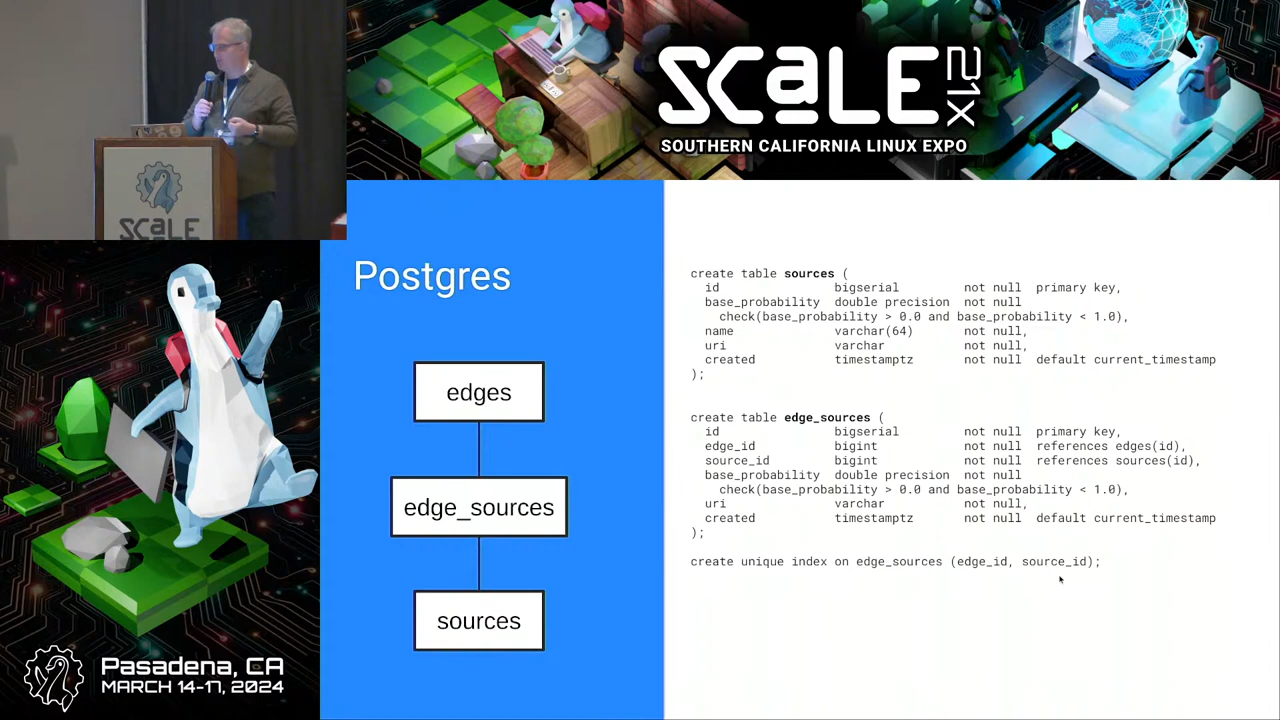 SCALE 21X
SOUTHERN CALIFORNIA LINUX EXPO
SCALE
Postgres
edges
edge_sources
sources
create table sources (
id bigserial not null primary key,
base_probability double precision not null
check(base_probability > 0.0 and base_probability < 1.0),
name varchar(64) not null,
uri varchar not null,
created timestamptz not null default current_timestamp
);
create table edge_sources (
id bigserial not null primary key,
edge_id bigint not null references edges(id),
source_id bigint not null references sources(id),
base_probability double precision not null
check(base_probability > 0.0 and base_probability < 1.0),
uri varchar not null,
created timestamptz not null default current_timestamp
);
create unique index on edge_sources (edge_id, source_id);
Pasadena, CA
MARCH 14-17, 2024